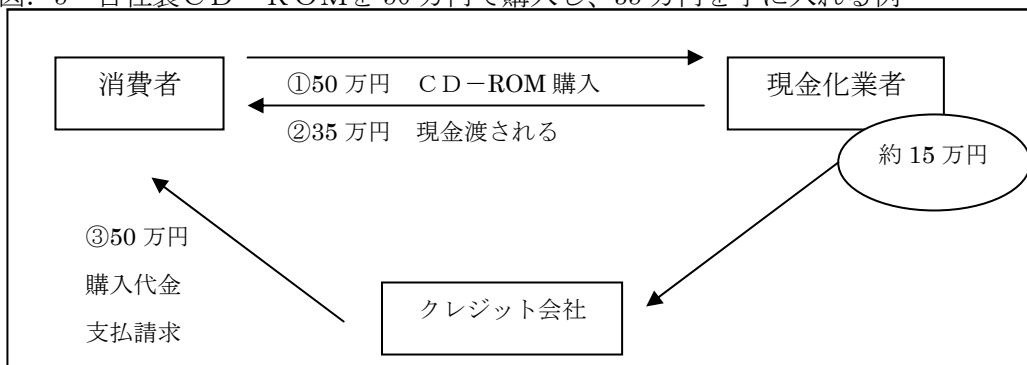 消費者
①50 万円　ＣＤ－ROM 購入
現金化業者
②35 万円　現金渡される
約 15 万円
③50 万円
購入代金
支払請求
クレジット会社